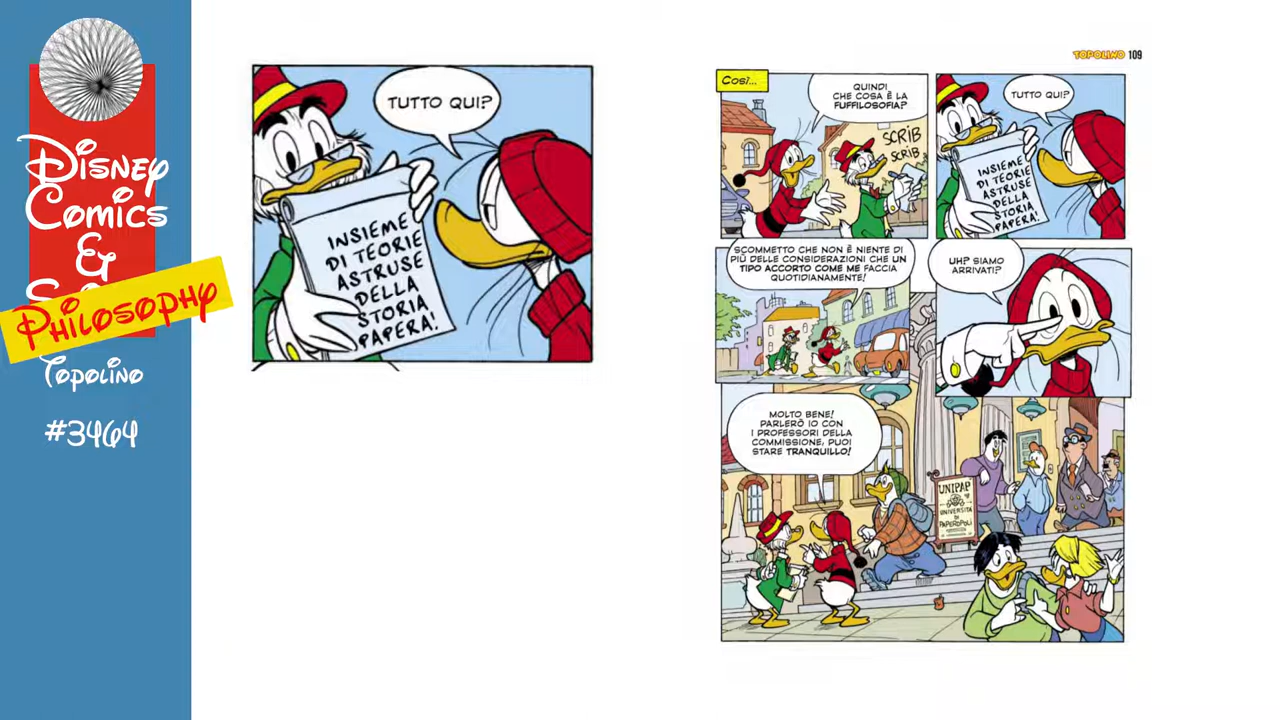 Disney
Comics
&
Philosophy
Topolino
#3464
TUTTO QUI?
INSIEME
DI TEORIE
ASTRUSE
DELLA
STORIA
PAPERA!
TOPOLINO 109
COSÌ...
QUINDI
CHE COSA È LA
FUFFILOSOFIA?
SCRIB
SCRIB
TUTTO QUI?
INSIEME
DI TEORIE
ASTRUSE
DELLA
STORIA
PAPERA!
SCOMMETTO CHE NON È NIENTE DI
PIÙ DELLE CONSIDERAZIONI CHE UN
TIPO ACCORTO COME ME FACCIA
QUOTIDIANAMENTE!
UH? SIAMO
ARRIVATI?
MOLTO BENE!
PARLERÒ IO CON
I PROFESSORI DELLA
COMMISSIONE, PUOI
STARE TRANQUILLO!
UNIPAP
UNIVERSITÀ
DI
PAPEROPOLI